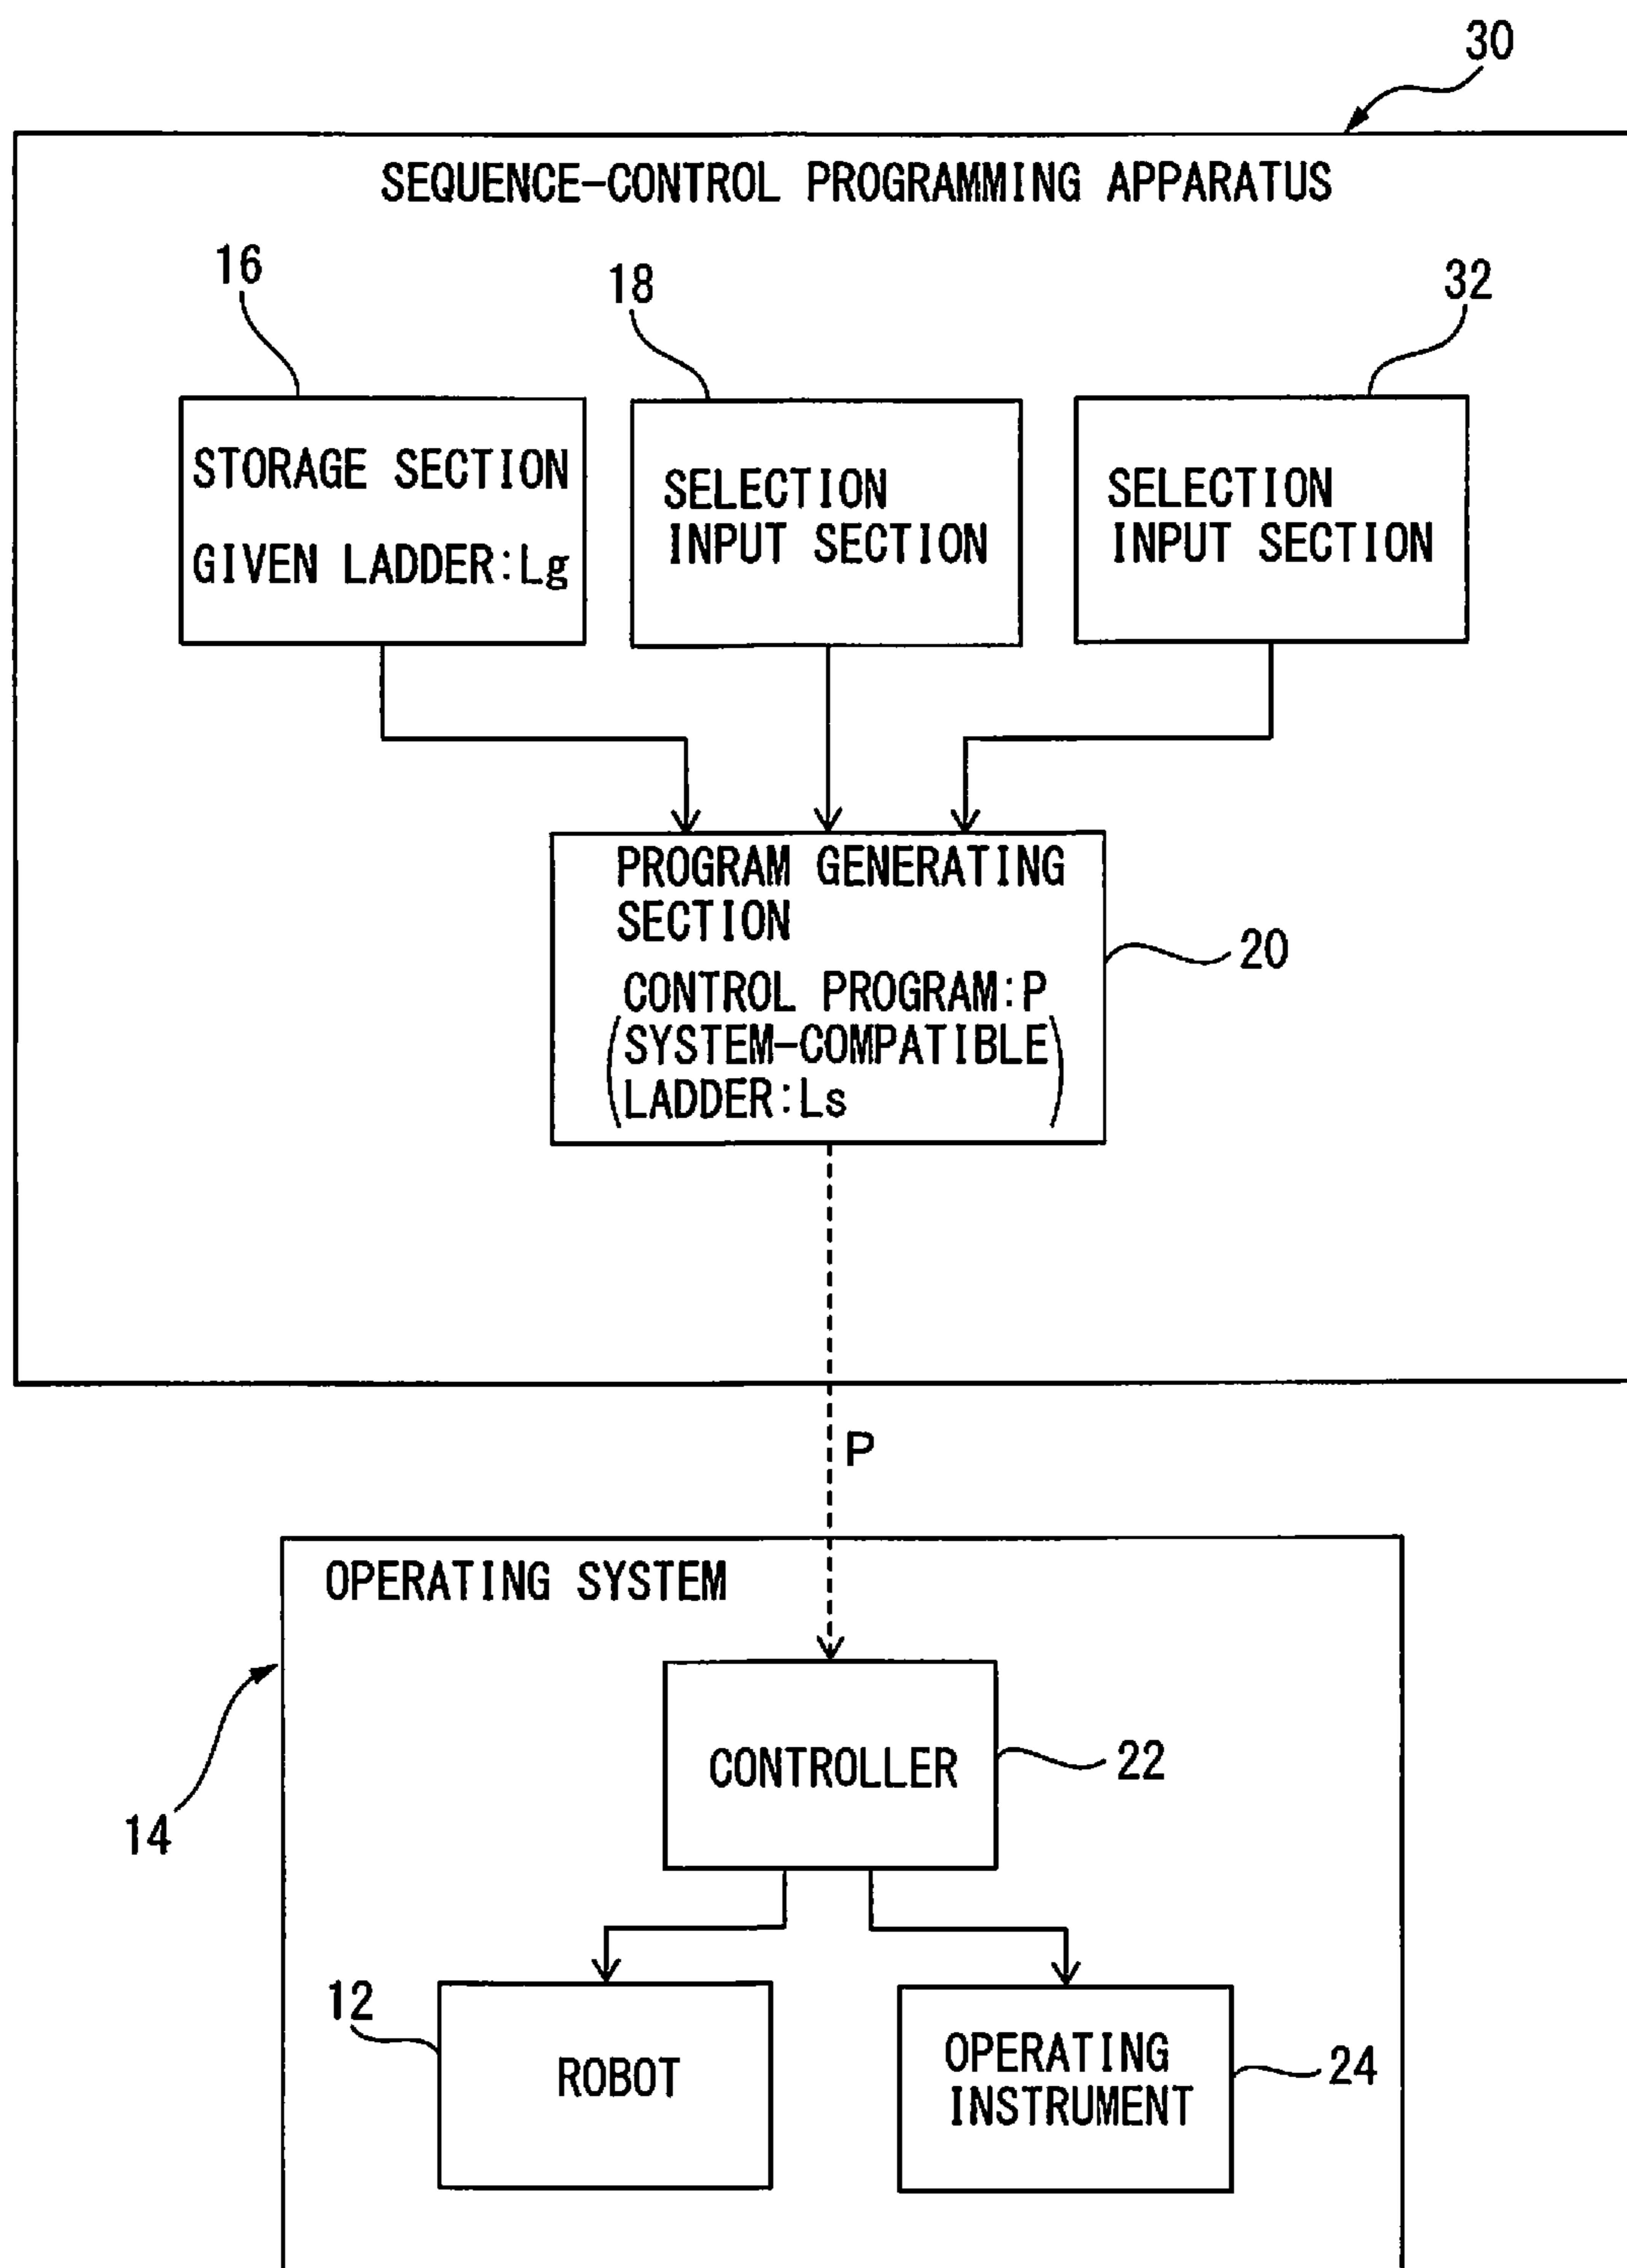 30
SEQUENCE-CONTROL PROGRAMMING APPARATUS
16
18
32
STORAGE SECTION
GIVEN LADDER:Lg
SELECTION
INPUT SECTION
SELECTION
INPUT SECTION
PROGRAM GENERATING
SECTION
CONTROL PROGRAM:P
(SYSTEM-COMPATIBLE
LADDER:Ls)
20
P
OPERATING SYSTEM
CONTROLLER
22
14
12
ROBOT
OPERATING
INSTRUMENT
24